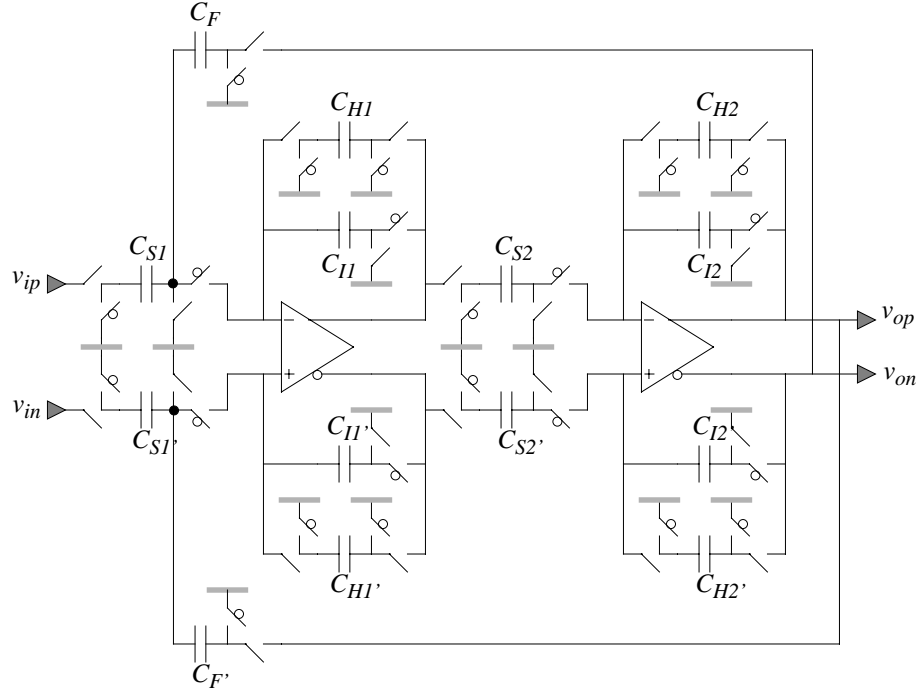 C_F
C_H1
C_H2
C_S1
C_I1
C_S2
C_I2
v_ip
− 
−
v_op
+
+
v_on
v_in
C_S1’
C_I1’
C_S2’
C_I2’
C_H1’
C_H2’
C_F’